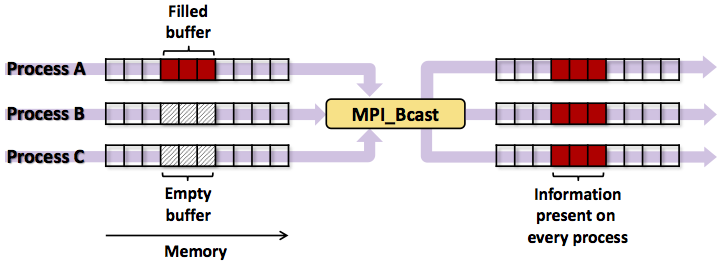 Filled
buffer
Process A
Process B
MPI_Bcast
Process C
Empty
buffer
Information
present on
every process
Memory